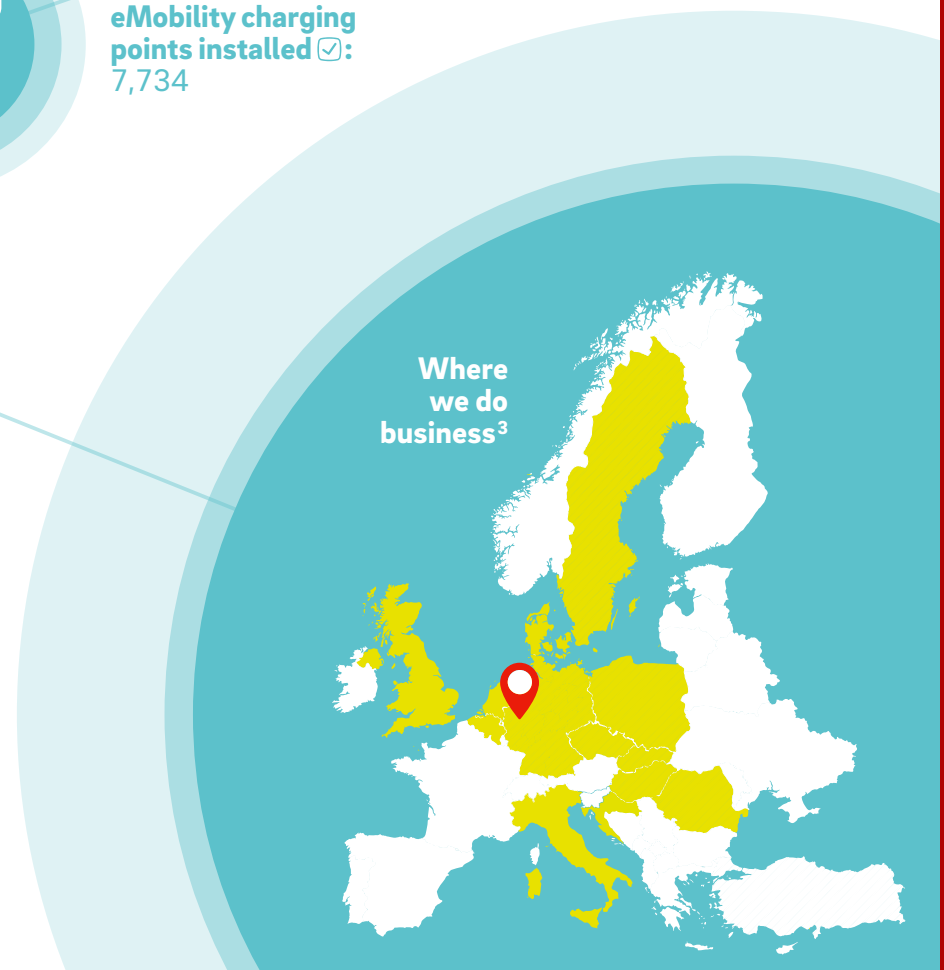 eMobility charging
points installed ☑:
7,734
Where
we do
business³